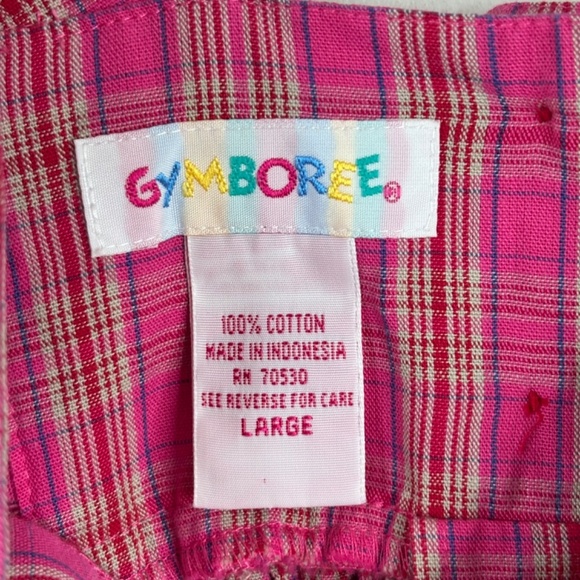 GYMBOREE®
100% COTTON
MADE IN INDONESIA
RN 70530
SEE REVERSE FOR CARE
LARGE